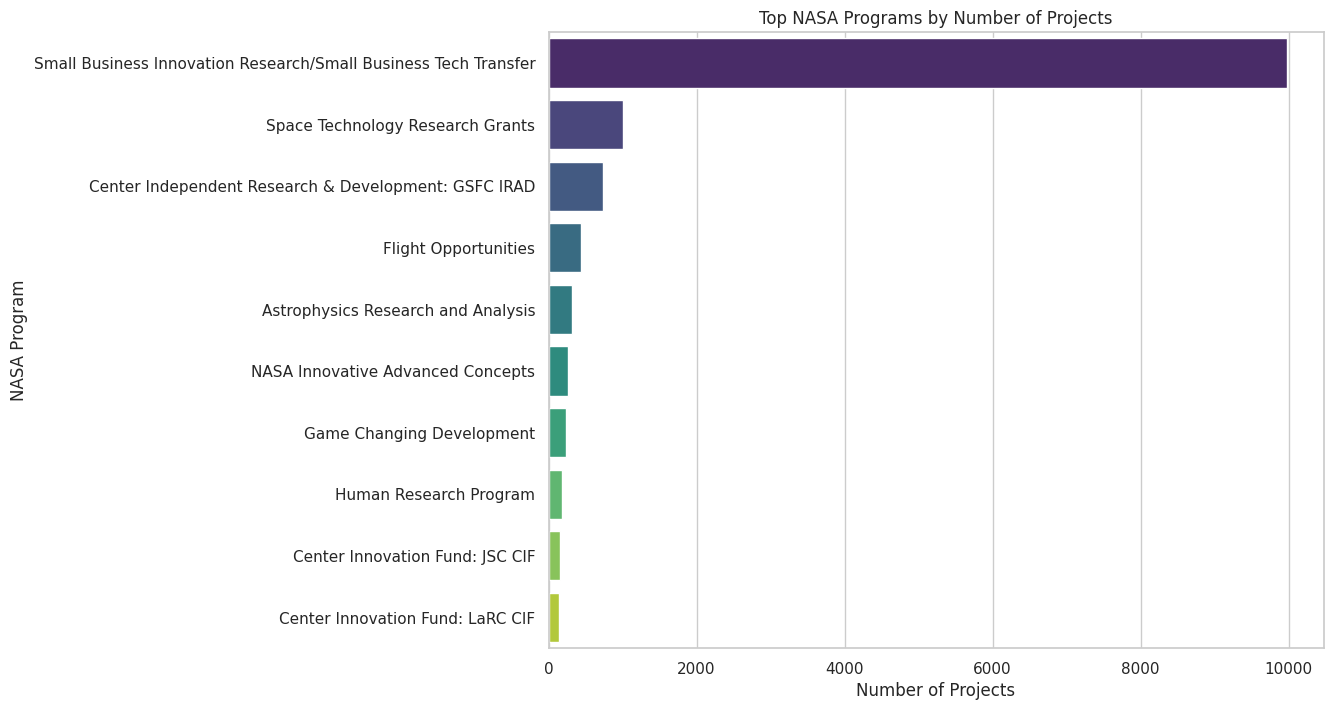 Top NASA Programs by Number of Projects
Small Business Innovation Research/Small Business Tech Transfer
Space Technology Research Grants
Center Independent Research & Development: GSFC IRAD
Flight Opportunities
Astrophysics Research and Analysis
NASA Innovative Advanced Concepts
Game Changing Development
Human Research Program
Center Innovation Fund: JSC CIF
Center Innovation Fund: LaRC CIF
NASA Program
0 2000 4000 6000 8000 10000
Number of Projects